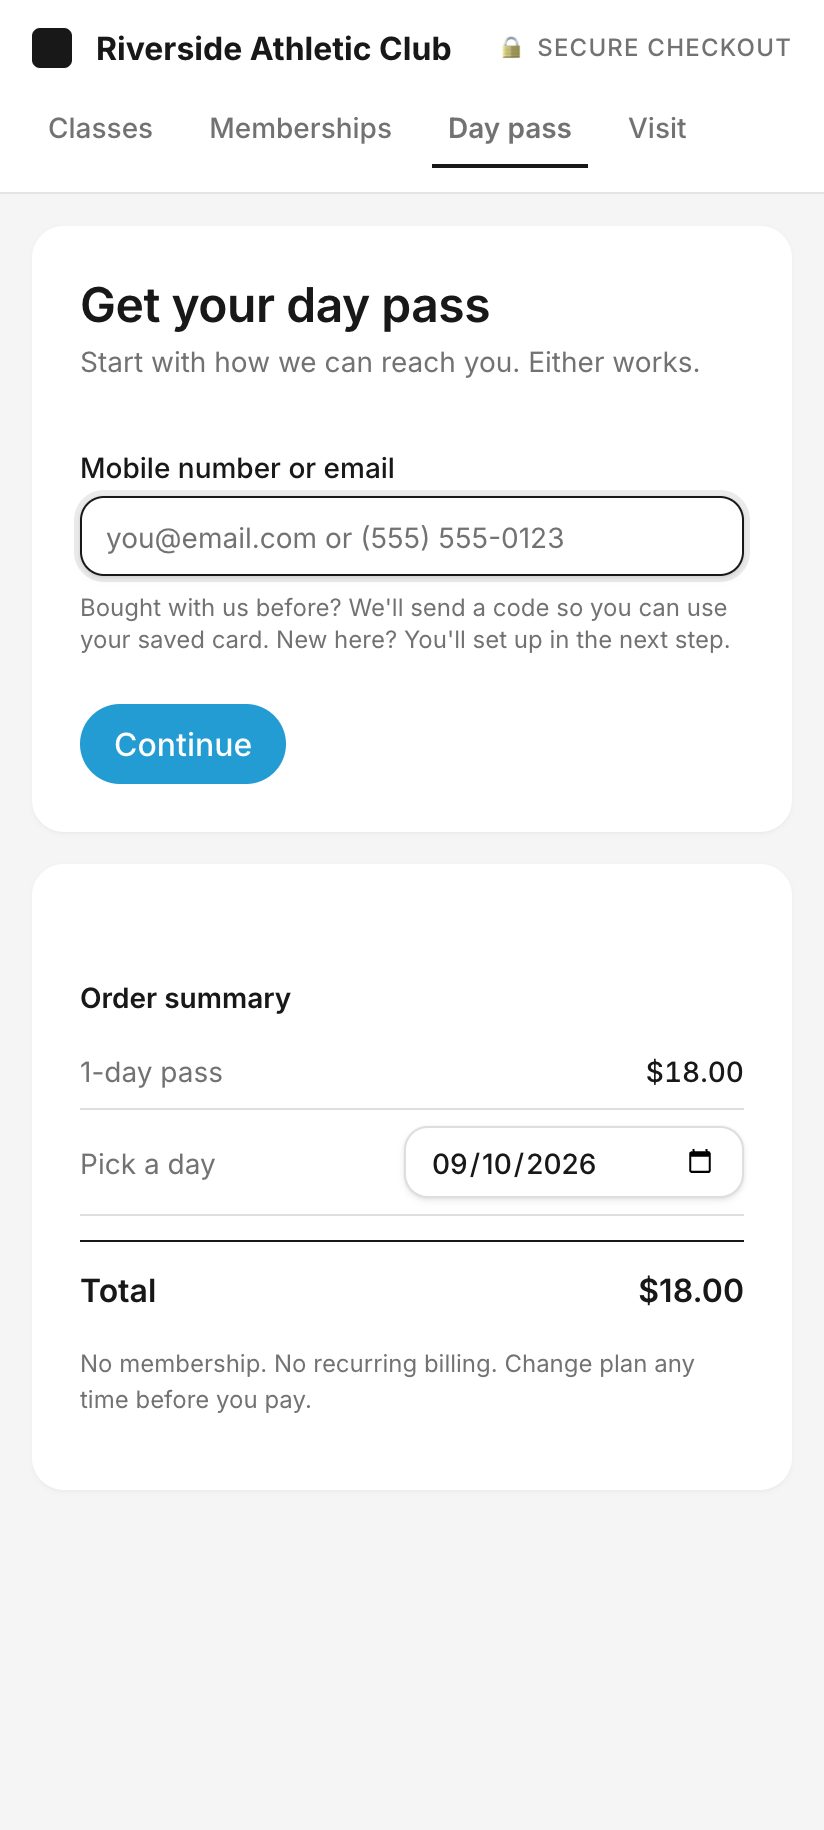 Riverside Athletic Club
🔒 SECURE CHECKOUT
Classes Memberships Day pass Visit
Get your day pass
Start with how we can reach you. Either works.
Mobile number or email
you@email.com or (555) 555-0123
Bought with us before? We'll send a code so you can use
your saved card. New here? You'll set up in the next step.
Continue
Order summary
1-day pass $18.00
Pick a day 09/10/2026
Total $18.00
No membership. No recurring billing. Change plan any
time before you pay.